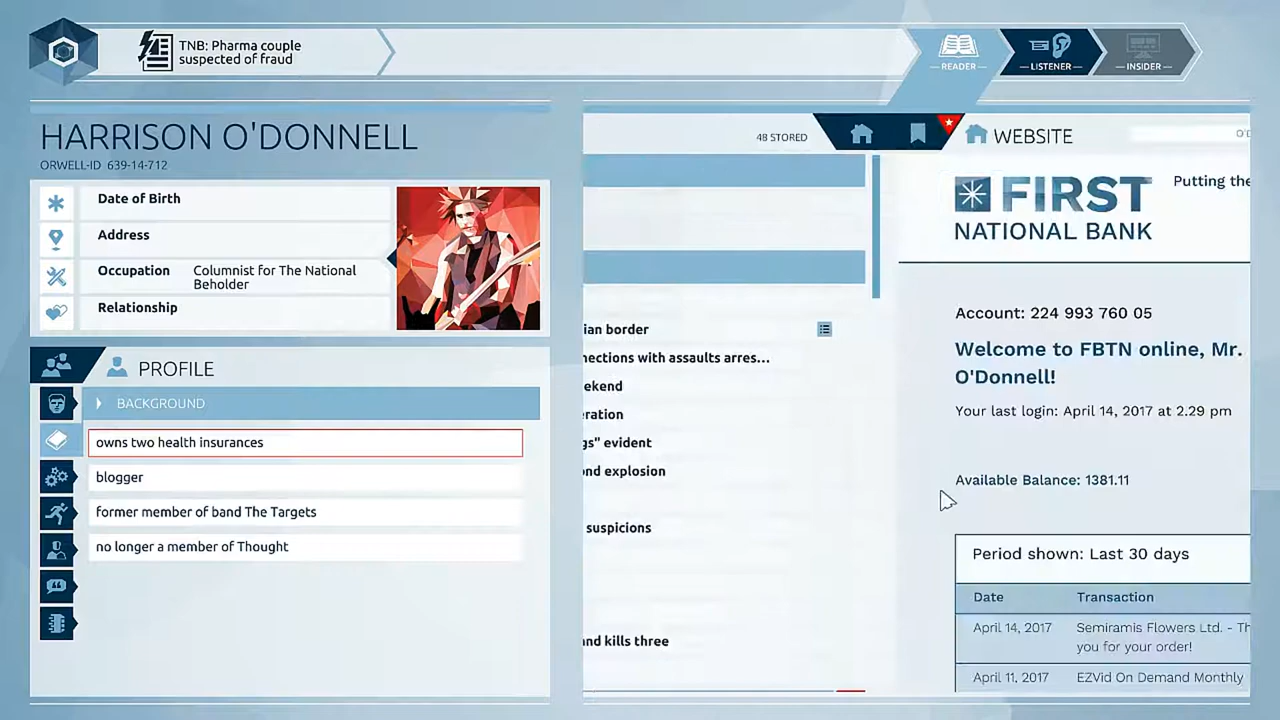 TNB: Pharma couple
suspected of fraud
READER
LISTENER
INSIDER
HARRISON O'DONNELL
ORWELL-ID 639-14-712
Date of Birth
Address
Occupation Columnist for The National
Beholder
Relationship
PROFILE
BACKGROUND
owns two health insurances
blogger
former member of band The Targets
no longer a member of Thought
48 STORED
ian border
nections with assaults arres...
ekend
eration
gs" evident
ond explosion
suspicions
and kills three
WEBSITE
FIRST
NATIONAL BANK
Putting the
Account: 224 993 760 05
Welcome to FBTN online, Mr.
O'Donnell!
Your last login: April 14, 2017 at 2.29 pm
Available Balance: 1381.11
Period shown: Last 30 days
Date Transaction
April 14, 2017 Semiramis Flowers Ltd. - Th
you for your order!
April 11, 2017 EZVid On Demand Monthly